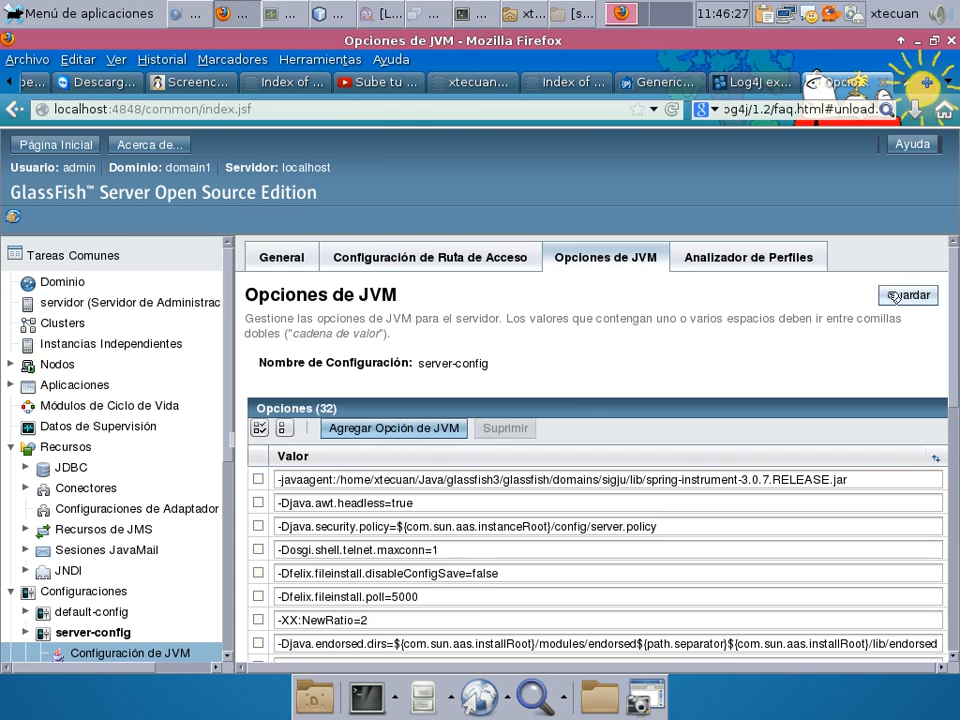 Menú de aplicaciones
...
...
...
...
...
[L...
...
...
xt...
[s...
11:46:27
xtecuan
Opciones de JVM - Mozilla Firefox
Archivo Editar Ver Historial Marcadores Herramientas Ayuda
pe...
Descarg...
Screenc...
Index of ...
Sube tu ...
xtecuan...
Index of ...
Generic...
Log4J ex...
localhost:4848/common/index.jsf
og4j/1.2/faq.html#unload.
Página Inicial
Acerca de...
Ayuda
Usuario: admin Dominio: domain1 Servidor: localhost
GlassFish™ Server Open Source Edition
Tareas Comunes
Dominio
servidor (Servidor de Administrac
Clusters
Instancias Independientes
Nodos
Aplicaciones
Módulos de Ciclo de Vida
Datos de Supervisión
Recursos
JDBC
Conectores
Configuraciones de Adaptador
Recursos de JMS
Sesiones JavaMail
JNDI
Configuraciones
default-config
server-config
Configuración de JVM
General
Configuración de Ruta de Acceso
Opciones de JVM
Analizador de Perfiles
Opciones de JVM
Guardar
Gestione las opciones de JVM para el servidor. Los valores que contengan uno o varios espacios deben ir entre comillas
dobles ("cadena de valor").
Nombre de Configuración: server-config
Opciones (32)
Agregar Opción de JVM
Suprimir
Valor
-javaagent:/home/xtecuan/Java/glassfish3/glassfish/domains/sigju/lib/spring-instrument-3.0.7.RELEASE.jar
-Djava.awt.headless=true
-Djava.security.policy=${com.sun.aas.instanceRoot}/config/server.policy
-Dosgi.shell.telnet.maxconn=1
-Dfelix.fileinstall.disableConfigSave=false
-Dfelix.fileinstall.poll=5000
-XX:NewRatio=2
-Djava.endorsed.dirs=${com.sun.aas.installRoot}/modules/endorsed${path.separator}${com.sun.aas.installRoot}/lib/endorsed